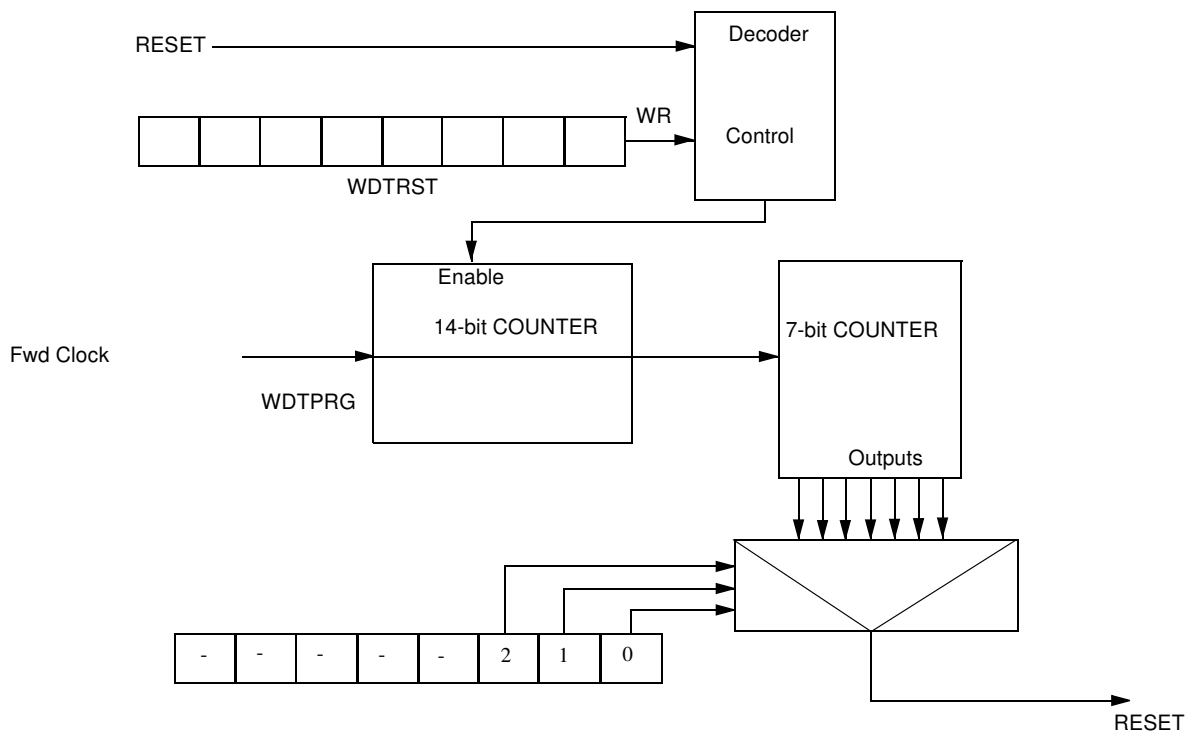 Decoder
RESET
WR
Control
WDTRST
Enable
14-bit COUNTER
7-bit COUNTER
Fwd Clock
WDTPRG
Outputs
- - - - - 2 1 0
RESET